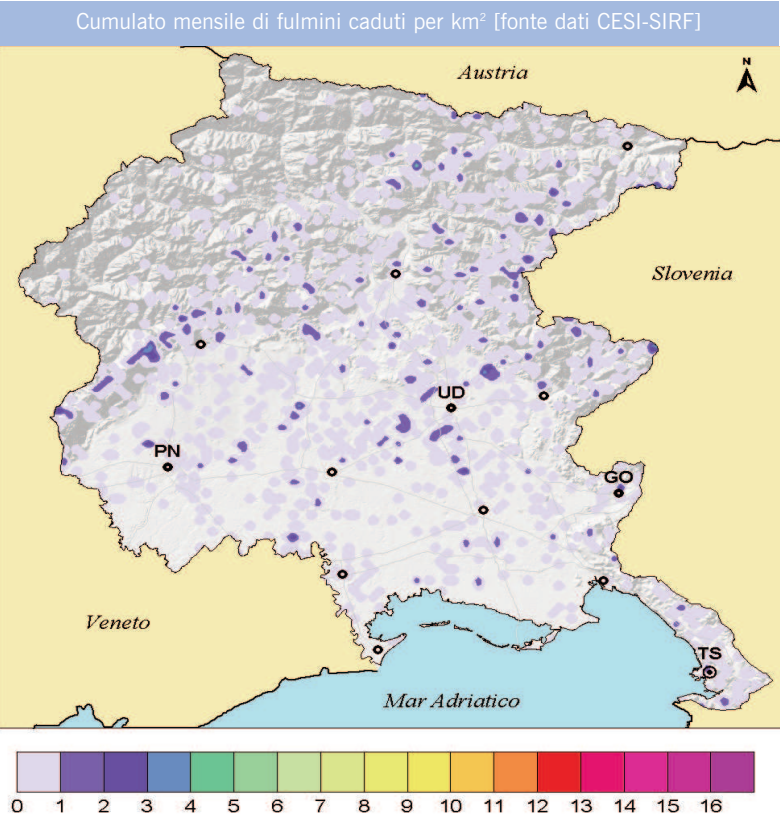 Cumulato mensile di fulmini caduti per km² [fonte dati CESI-SIRF]
Austria
N
Slovenia
UD
PN
GO
Veneto
TS
Mar Adriatico
0 1 2 3 4 5 6 7 8 9 10 11 12 13 14 15 16